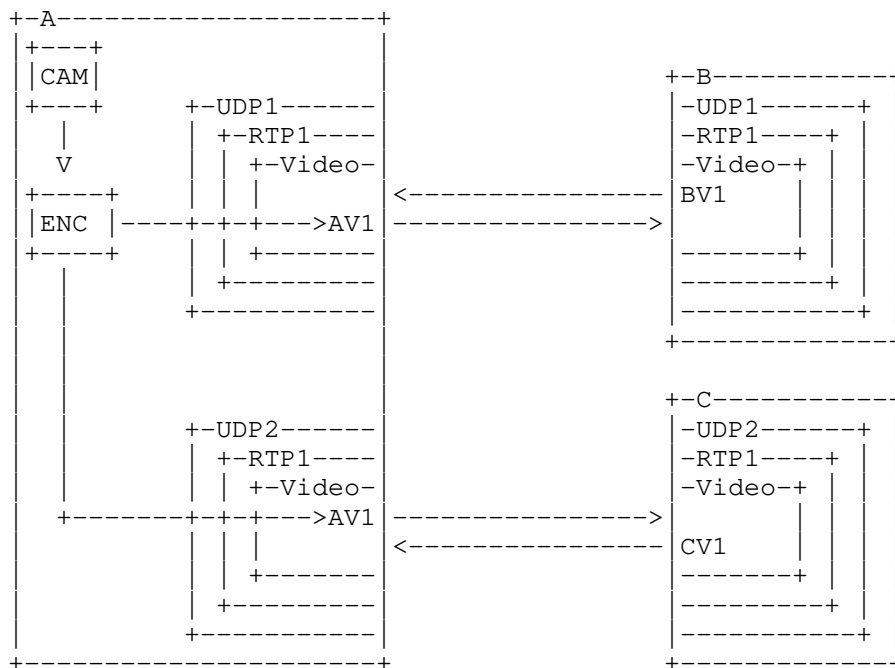 A
CAM
B
UDP1 UDP1
RTP1 RTP1
V Video Video
BV1
ENC AV1
C
UDP2 UDP2
RTP1 RTP1
Video Video
AV1
CV1